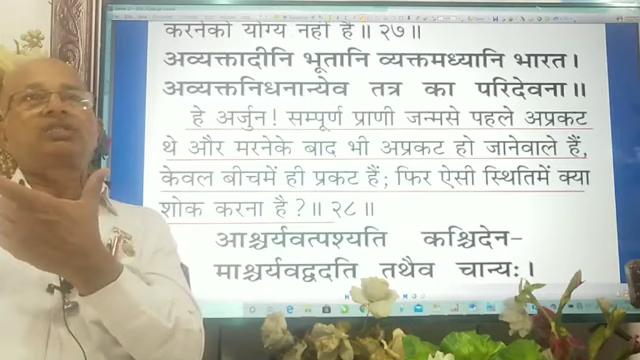 करनेको योग्य नहीं है॥ २७॥
अव्यक्तादीनि भूतानि व्यक्तमध्यानि भारत।
अव्यक्तनिधनान्येव तत्र का परिदेवना॥
हे अर्जुन! सम्पूर्ण प्राणी जन्मसे पहले अप्रकट
थे और मरनेके बाद भी अप्रकट हो जानेवाले हैं,
केवल बीचमें ही प्रकट हैं; फिर ऐसी स्थितिमें क्या
शोक करना है?॥ २८॥
आश्चर्यवत्पश्यति कश्चिदेन-
माश्चर्यवद्वदति तथैव चान्यः।